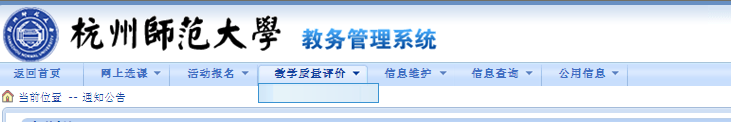 杭州師范大學 教务管理系统
返回首页 网上选课 活动报名 教学质量评价 信息维护 信息查询 公用信息
当前位置 -- 通知公告